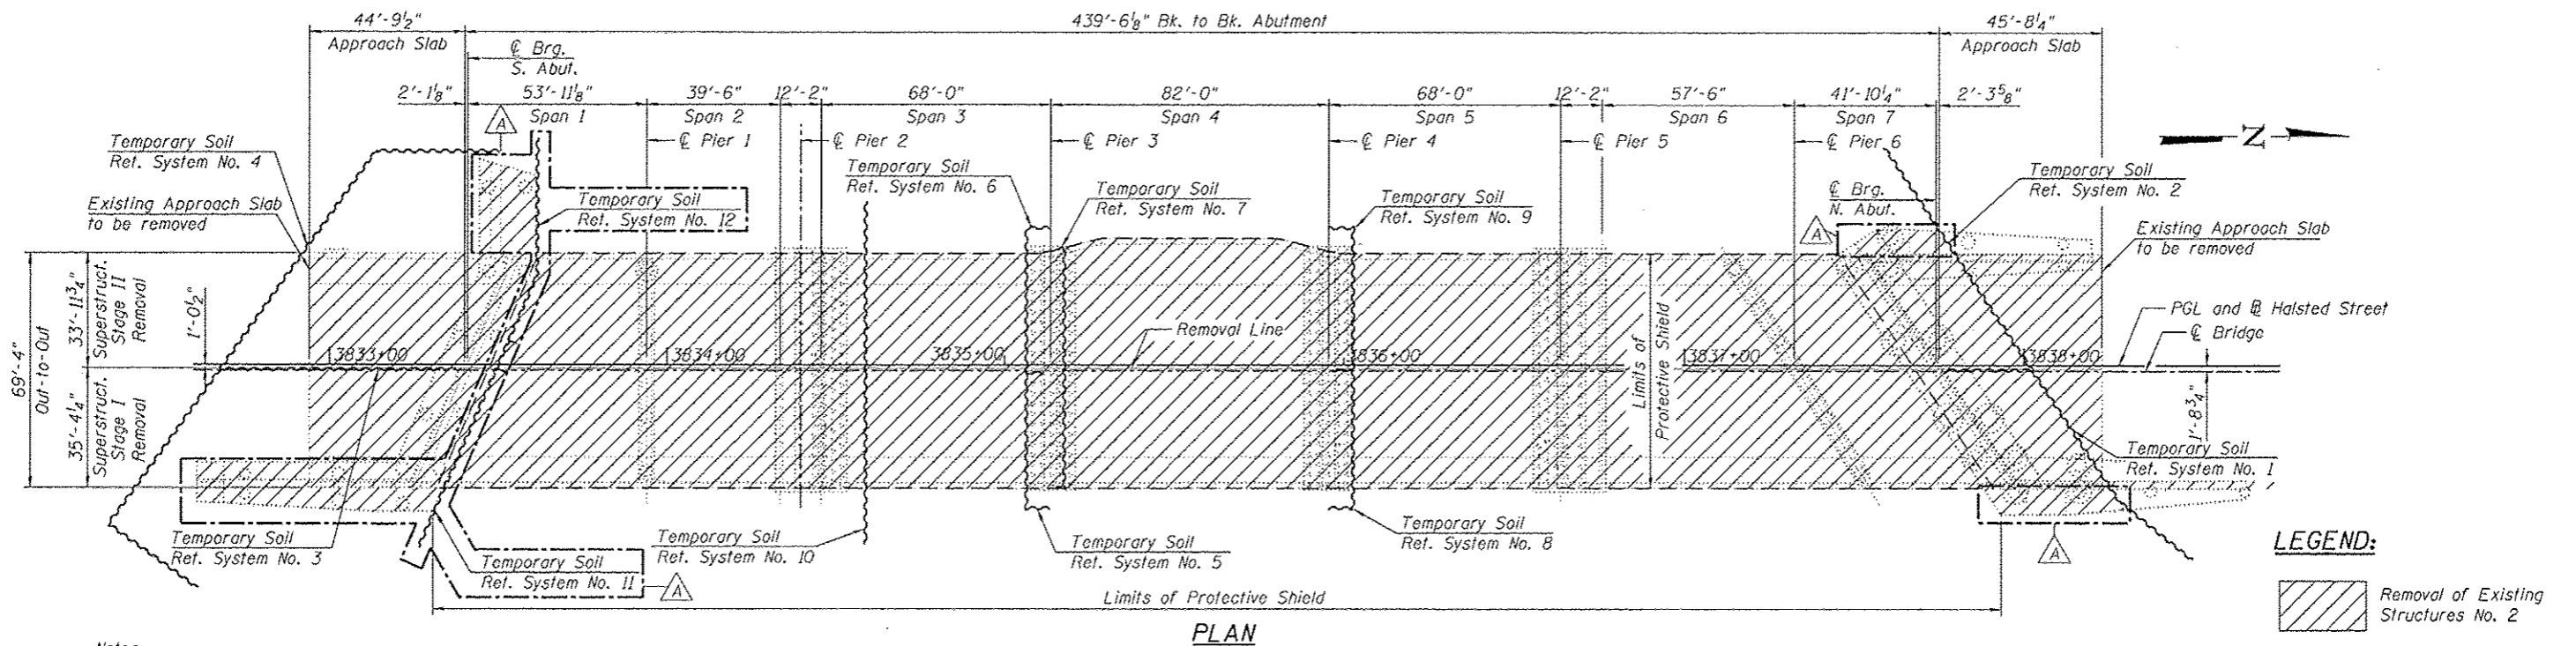 44'-9½"
Approach Slab
439'-6⅛" Bk. to Bk. Abutment
45'-8¼"
Approach Slab
℄ Brg.
S. Abut.
2'-1⅛"
53'-11⅛"
Span 1
39'-6"
Span 2
12'-2"
68'-0"
Span 3
82'-0"
Span 4
68'-0"
Span 5
12'-2"
57'-6"
Span 6
41'-10¼"
Span 7
2'-3⅝"
A
℄ Pier 1
℄ Pier 2
℄ Pier 3
℄ Pier 4
℄ Pier 5
℄ Pier 6
N
Temporary Soil
Ret. System No. 4
Existing Approach Slab
to be removed
Temporary Soil
Ret. System No. 12
Temporary Soil
Ret. System No. 6
Temporary Soil
Ret. System No. 7
Temporary Soil
Ret. System No. 9
℄ Brg.
N. Abut.
A
Temporary Soil
Ret. System No. 2
Existing Approach Slab
to be removed
69'-4"
Out-to-Out
33'-11¾"
Superstruct.
Stage II
Removal
35'-4¼"
Superstruct.
Stage I
Removal
1'-0½"
3833+00
3834+00
3835+00
3836+00
3837+00
3838+00
Removal Line
Limits of
Protective Shield
PGL and ⅊ Halsted Street
℄ Bridge
1'-8¾"
Temporary Soil
Ret. System No. 1
Temporary Soil
Ret. System No. 3
Temporary Soil
Ret. System No. 11
A
Temporary Soil
Ret. System No. 10
Temporary Soil
Ret. System No. 5
Temporary Soil
Ret. System No. 8
A
Limits of Protective Shield
PLAN
LEGEND:
Removal of Existing
Structures No. 2